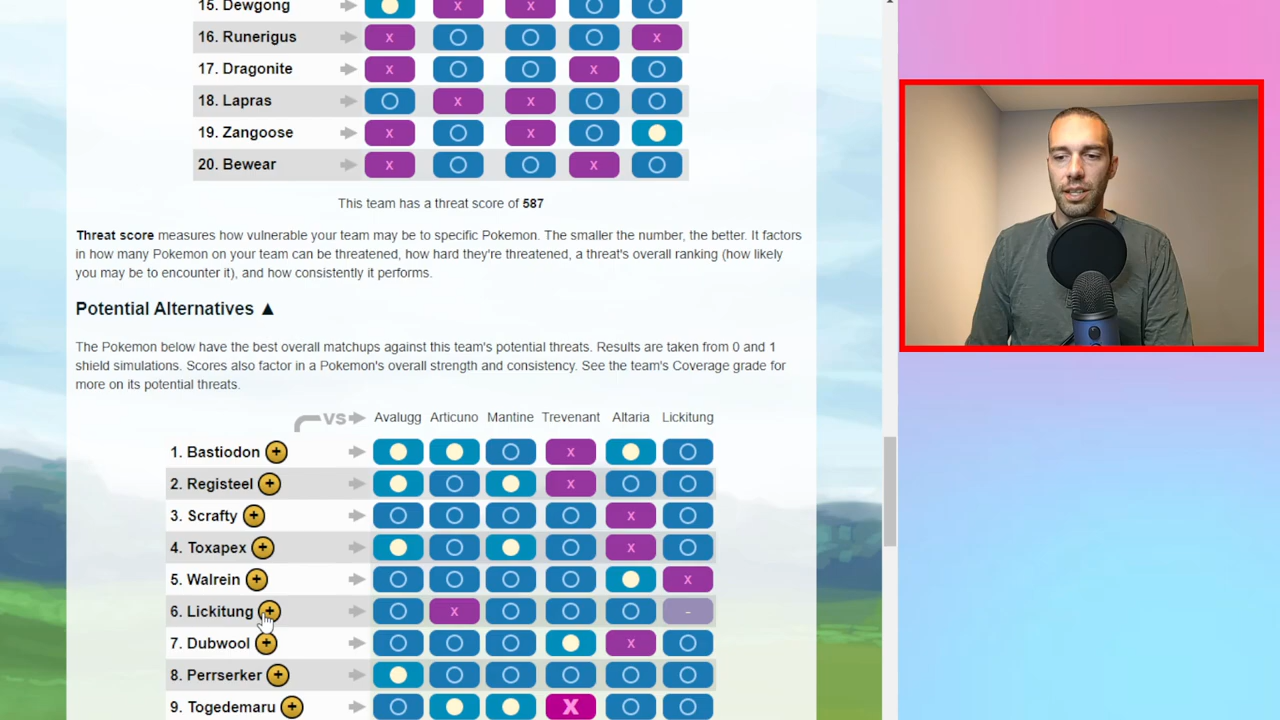 15. Dewgong x x
16. Runerigus x x
17. Dragonite x x
18. Lapras x x
19. Zangoose x x
20. Bewear x x
This team has a threat score of 587
Threat score measures how vulnerable your team may be to specific Pokemon. The smaller the number, the better. It factors
in how many Pokemon on your team can be threatened, how hard they're threatened, a threat's overall ranking (how likely
you may be to encounter it), and how consistently it performs.
Potential Alternatives ▲
The Pokemon below have the best overall matchups against this team's potential threats. Results are taken from 0 and 1
shield simulations. Scores also factor in a Pokemon's overall strength and consistency. See the team's Coverage grade for
more on its potential threats.
VS Avalugg Articuno Mantine Trevenant Altaria Lickitung
1. Bastiodon + x
2. Registeel + x
3. Scrafty + x
4. Toxapex + x
5. Walrein + x
6. Lickitung + x -
7. Dubwool + x
8. Perrserker +
9. Togedemaru + X